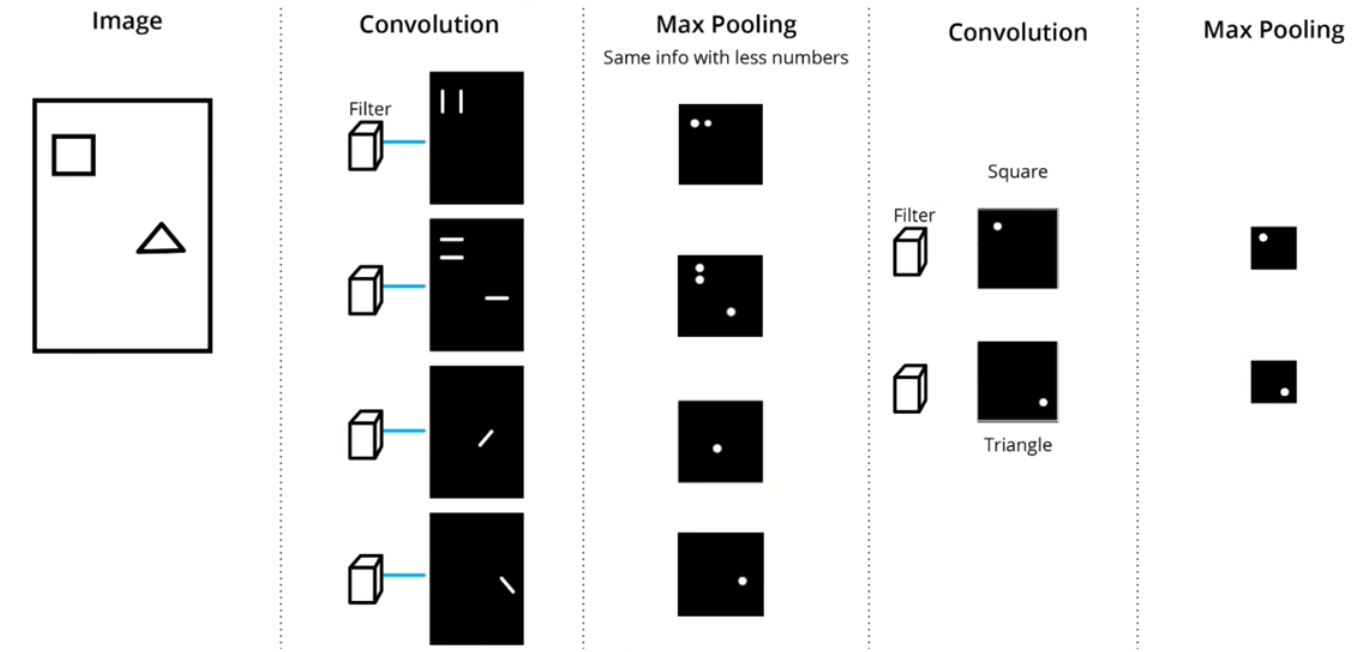 Image
Convolution
Max Pooling
Same info with less numbers
Convolution
Max Pooling
Filter
Square
Filter
Triangle